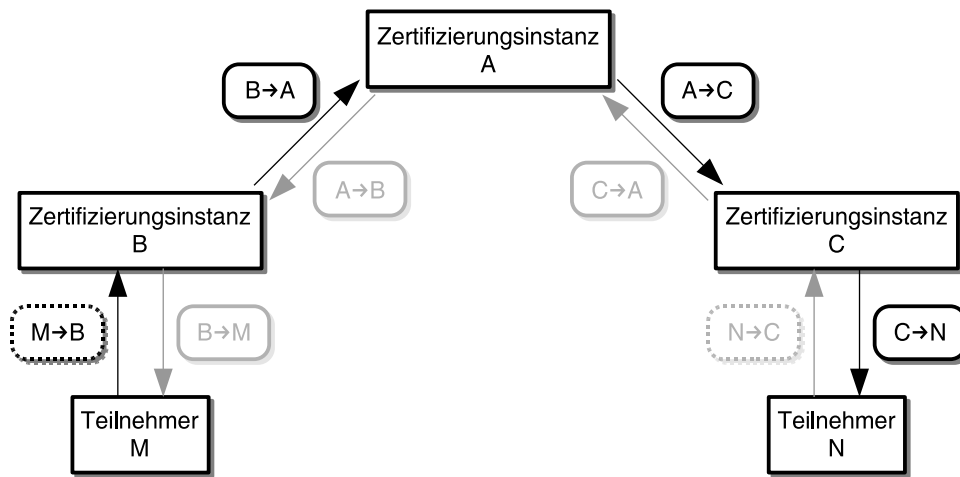 Zertifizierungsinstanz
A
B→A
A→C
A→B
C→A
Zertifizierungsinstanz
B
Zertifizierungsinstanz
C
M→B
B→M
N→C
C→N
Teilnehmer
M
Teilnehmer
N